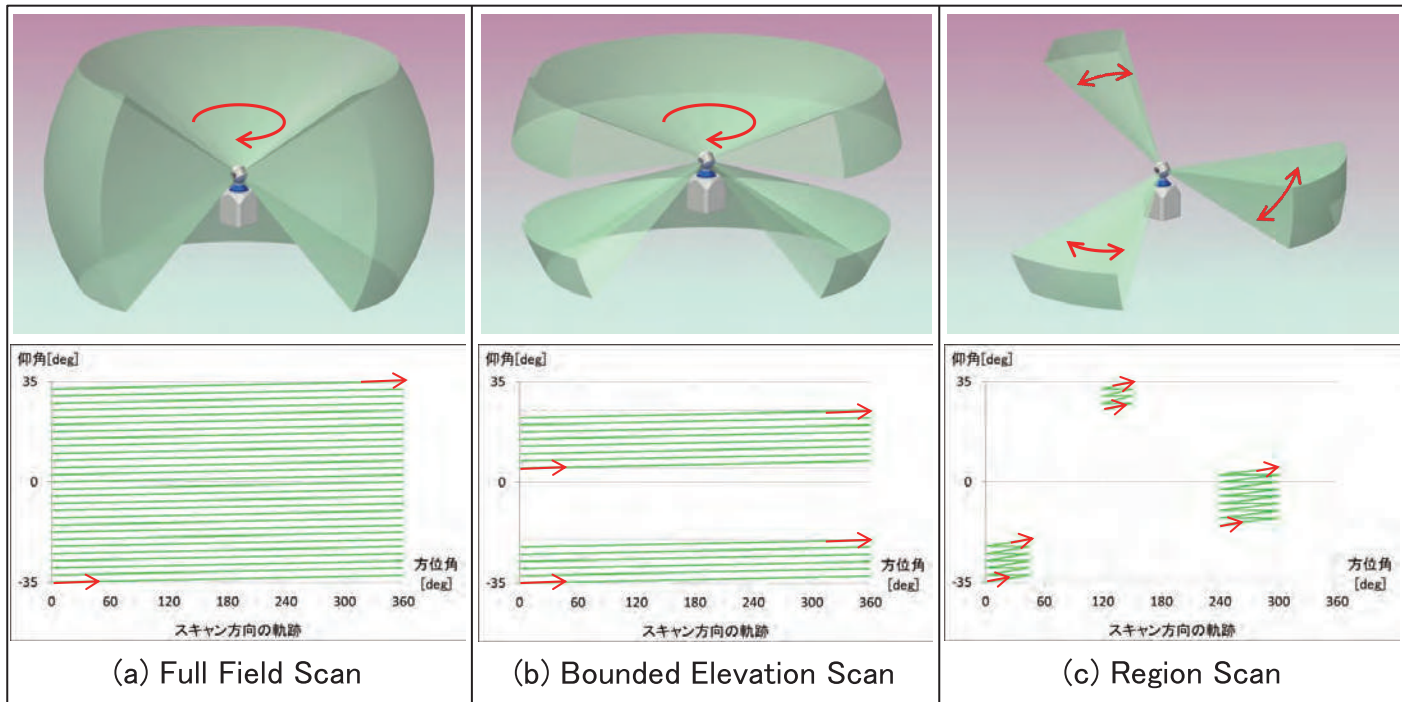 仰角[deg]
35
0
-35
方位角
[deg]
0 60 120 180 240 300 360
スキャン方向の軌跡
(a) Full Field Scan
仰角[deg]
35
0
-35
方位角
[deg]
0 60 120 180 240 300 360
スキャン方向の軌跡
(b) Bounded Elevation Scan
仰角[deg]
35
0
-35
方位角
[deg]
0 60 120 180 240 300 360
スキャン方向の軌跡
(c) Region Scan